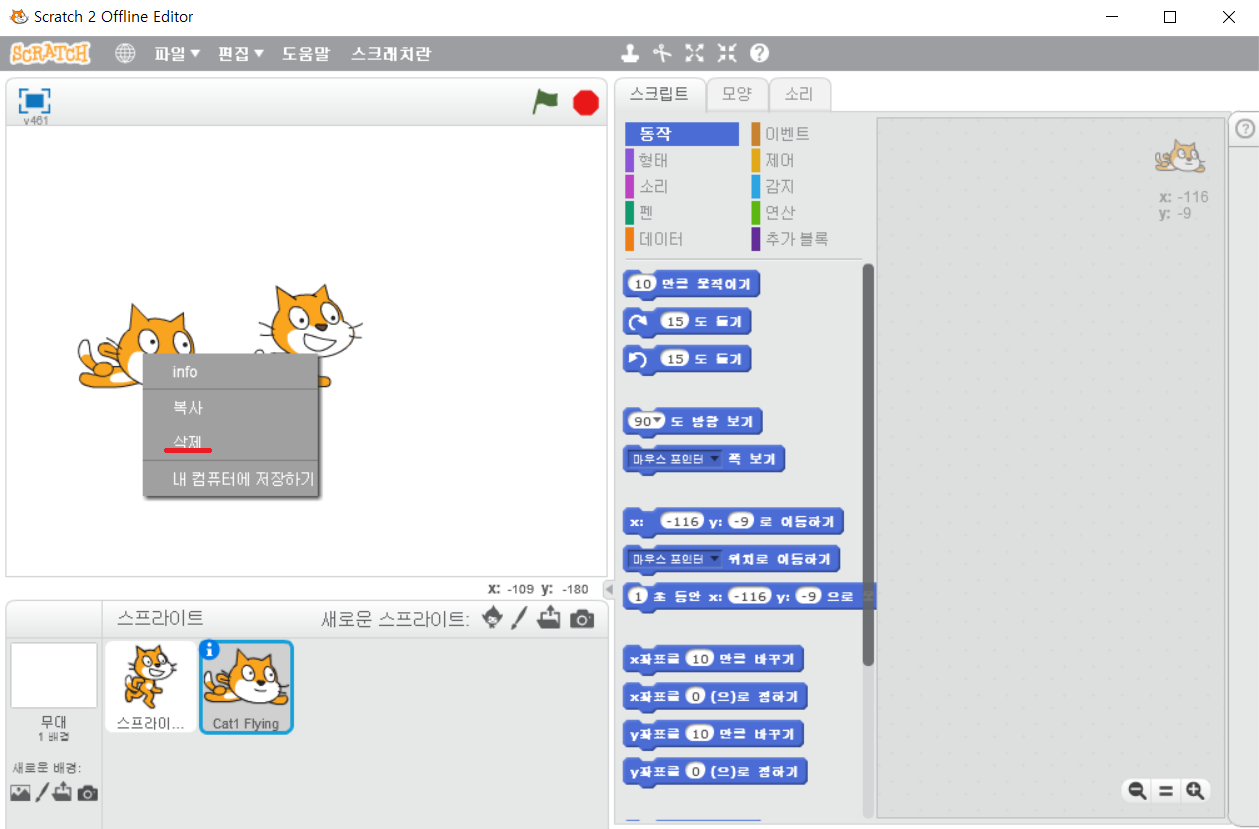 Scratch 2 Offline Editor
SCRATCH 파일 편집 도움말 스크래치란
v461
스크립트 모양 소리
동작 이벤트
형태 제어
소리 감지
펜 연산
데이터 추가 블록
x: -116
y: -9
10 만큼 움직이기
15 도 돌기
15 도 돌기
90 도 방향 보기
마우스 포인터 쪽 보기
x: -116 y: -9 로 이동하기
마우스 포인터 위치로 이동하기
1 초 동안 x: -116 y: -9 으로
x좌표를 10 만큼 바꾸기
x좌표를 0 (으)로 정하기
y좌표를 10 만큼 바꾸기
y좌표를 0 (으)로 정하기
info
복사
삭제
내 컴퓨터에 저장하기
x: -109 y: -180
스프라이트 새로운 스프라이트:
스프라이... Cat1 Flying
무대
1 배경
새로운 배경: